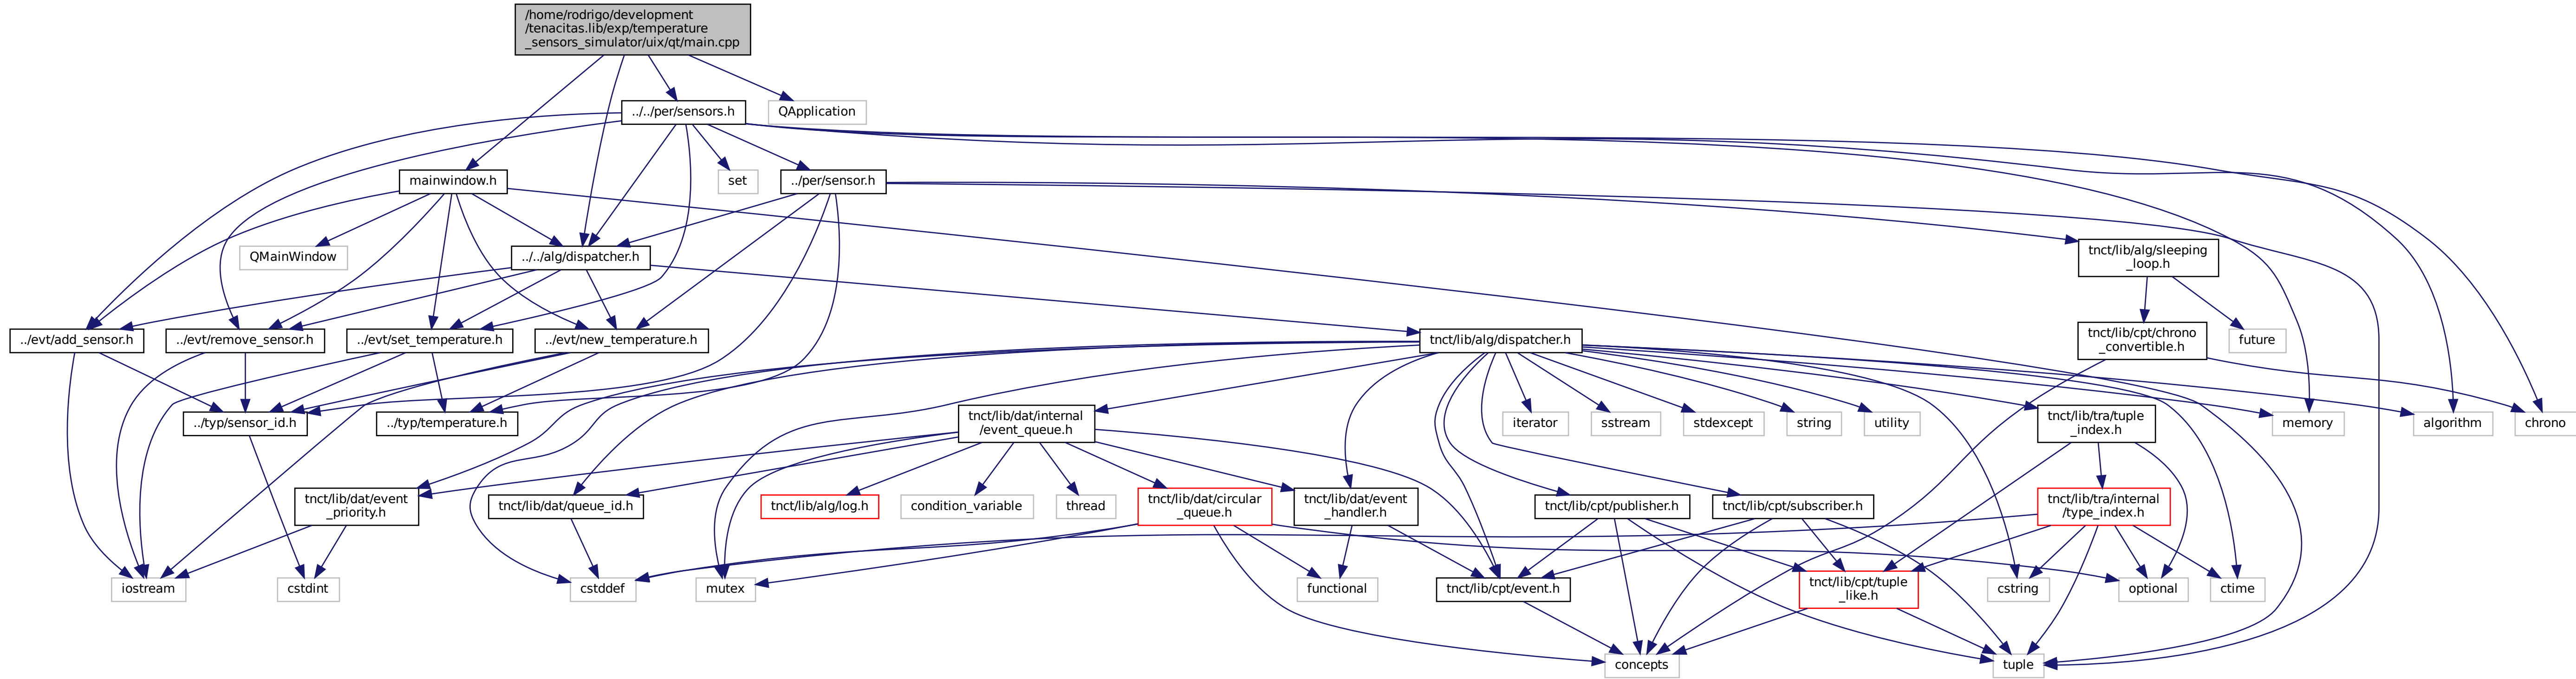 /home/rodrigo/development
/tenacitas.lib/exp/temperature
_sensors_simulator/uix/qt/main.cpp
../../per/sensors.h
QApplication
mainwindow.h
set
../per/sensor.h
QMainWindow
../../alg/dispatcher.h
tnct/lib/alg/sleeping
_loop.h
../evt/add_sensor.h
../evt/remove_sensor.h
../evt/set_temperature.h
../evt/new_temperature.h
tnct/lib/alg/dispatcher.h
tnct/lib/cpt/chrono
_convertible.h
future
../typ/sensor_id.h
../typ/temperature.h
tnct/lib/dat/internal
/event_queue.h
iterator
sstream
stdexcept
string
utility
tnct/lib/tra/tuple
_index.h
memory
algorithm
chrono
tnct/lib/dat/event
_priority.h
tnct/lib/dat/queue_id.h
tnct/lib/alg/log.h
condition_variable
thread
tnct/lib/dat/circular
_queue.h
tnct/lib/dat/event
_handler.h
tnct/lib/cpt/publisher.h
tnct/lib/cpt/subscriber.h
tnct/lib/tra/internal
/type_index.h
iostream
cstdint
cstddef
mutex
functional
tnct/lib/cpt/event.h
tnct/lib/cpt/tuple
_like.h
cstring
optional
ctime
concepts
tuple